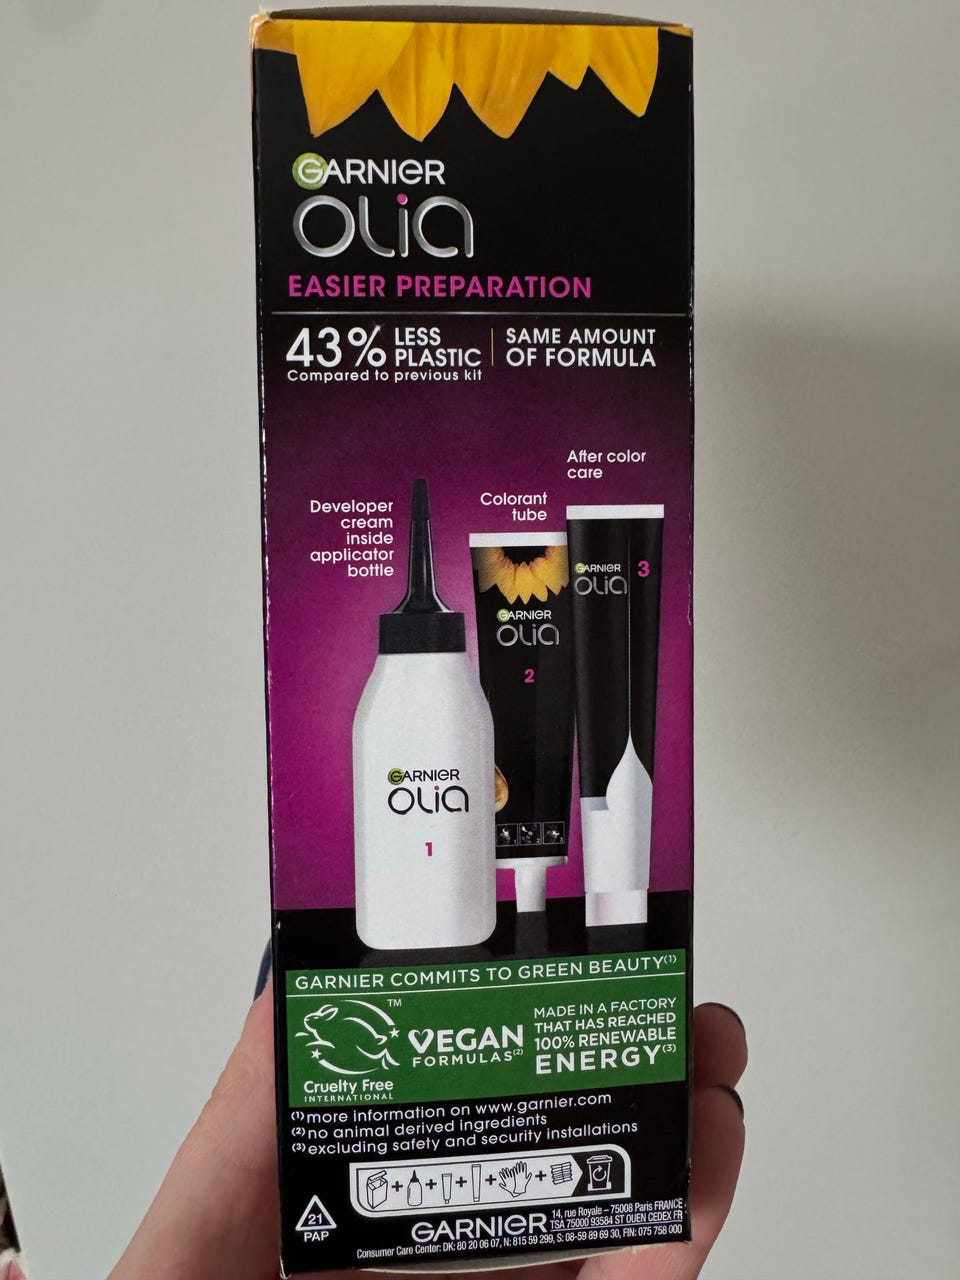 GARNIER
OLiA
EASIER PREPARATION
43% LESS PLASTIC
Compared to previous kit
SAME AMOUNT
OF FORMULA
After color
care
Colorant
tube
Developer
cream
inside
applicator
bottle
GARNIER
OLiA
3
GARNIER
OLiA
2
GARNIER
OLiA
1
GARNIER COMMITS TO GREEN BEAUTY(1)
TM
Cruelty Free
INTERNATIONAL
VEGAN
FORMULAS(2)
MADE IN A FACTORY
THAT HAS REACHED
100% RENEWABLE
ENERGY(3)
(1)more information on www.garnier.com
(2)no animal derived ingredients
(3)excluding safety and security installations
+ + + + +
21
PAP
GARNIER
14, rue Royale – 75008 Paris FRANCE
TSA 75000 93584 ST OUEN CEDEX FR
Consumer Care Center: DK: 80 20 06 07, N: 815 59 299, S: 08-59 89 69 30, FIN: 075 758 000